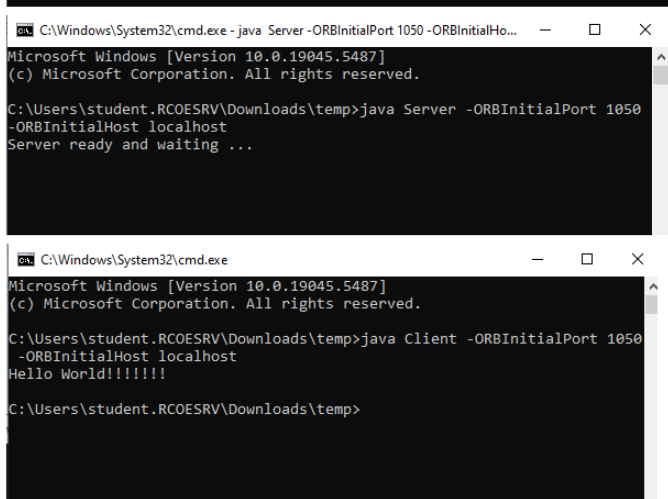 C:\Windows\System32\cmd.exe - java Server -ORBInitialPort 1050 -ORBInitialHo...
Microsoft Windows [Version 10.0.19045.5487]
(c) Microsoft Corporation. All rights reserved.
C:\Users\student.RCOESRV\Downloads\temp>java Server -ORBInitialPort 1050
-ORBInitialHost localhost
Server ready and waiting ...
C:\Windows\System32\cmd.exe
Microsoft Windows [Version 10.0.19045.5487]
(c) Microsoft Corporation. All rights reserved.
C:\Users\student.RCOESRV\Downloads\temp>java Client -ORBInitialPort 1050
-ORBInitialHost localhost
Hello World!!!!!!!
C:\Users\student.RCOESRV\Downloads\temp>